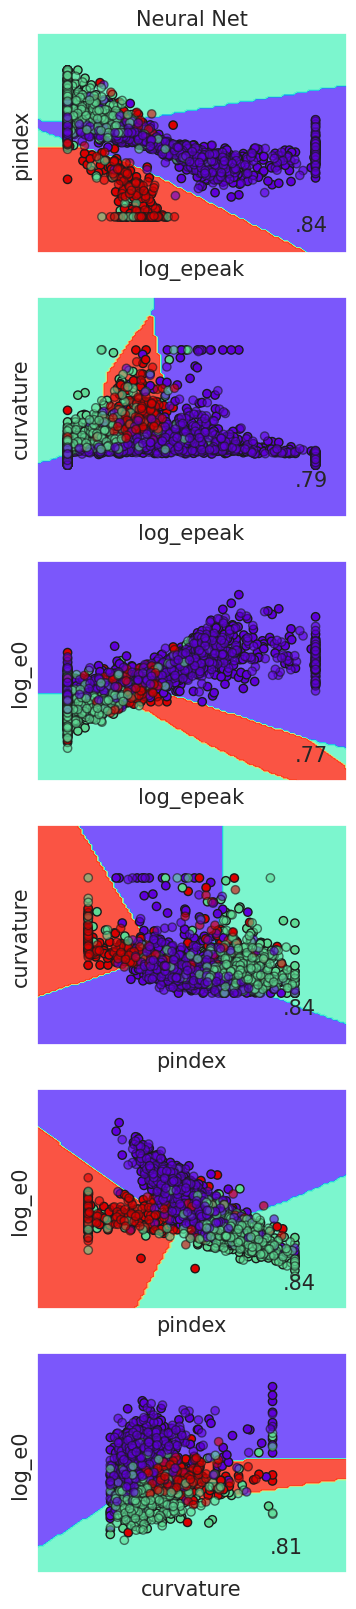 Neural Net
pindex
.84
log_epeak
curvature
.79
log_epeak
log_e0
.77
log_epeak
curvature
.84
pindex
log_e0
.84
pindex
log_e0
.81
curvature